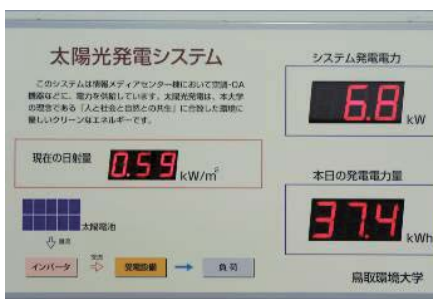 太陽光発電システム
このシステムは情報メディアセンター棟において空調・OA
機器などに、電力を供給しています。太陽光発電は、本大学
の理念である「人と社会と自然との共生」に合致した環境に
優しいクリーンなエネルギーです。
現在の日射量
0.59 kW/㎡
太陽電池
直流
インバータ
交流
受電設備
負荷
システム発電電力
6.8 kW
本日の発電電力量
37.4 kWh
鳥取環境大学